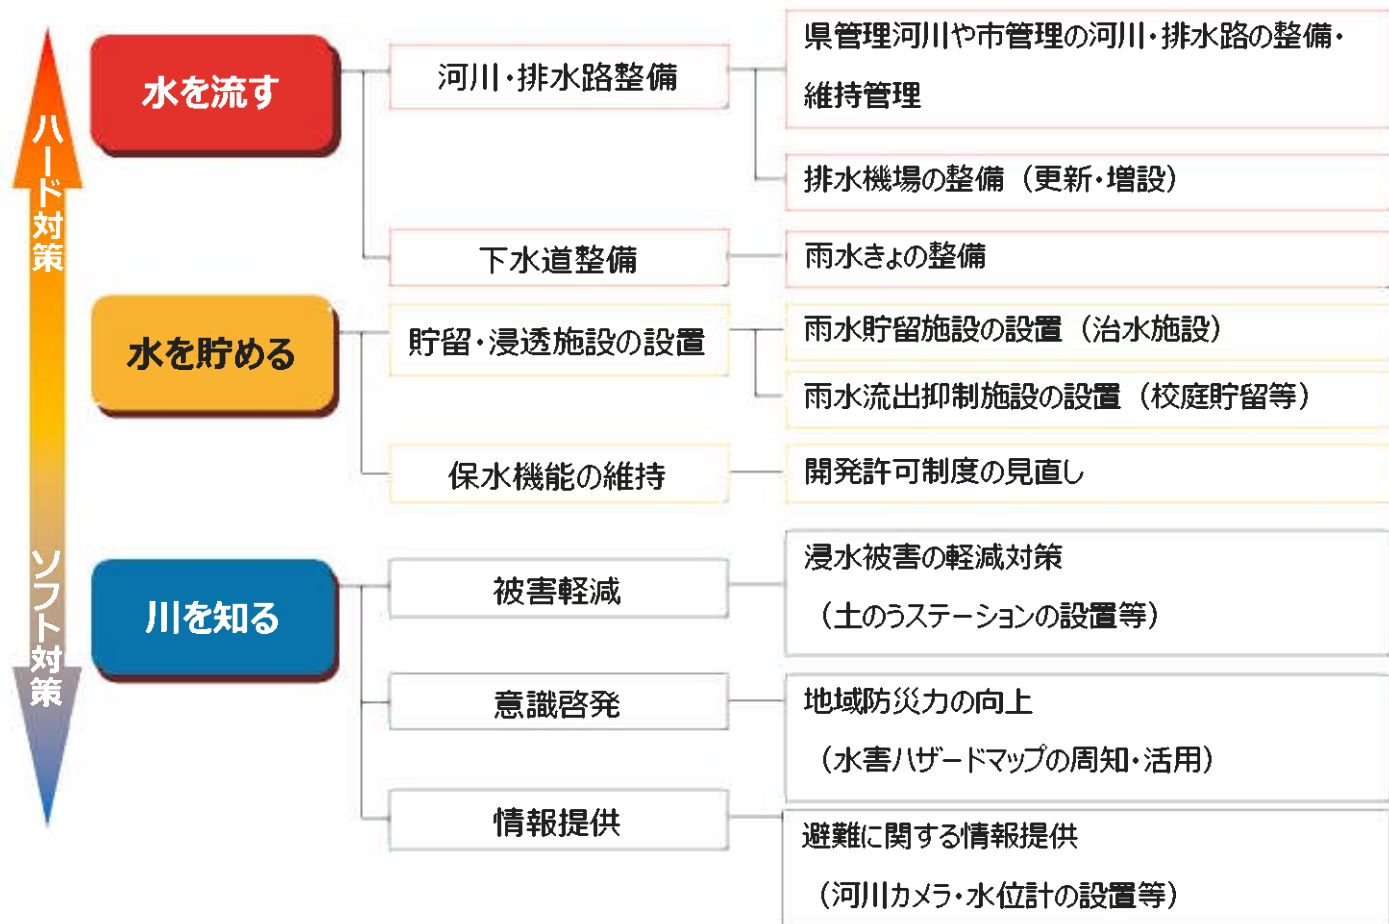 ハード対策
ソフト対策
水を流す
河川・排水路整備
県管理河川や市管理の河川・排水路の整備・
維持管理
排水機場の整備（更新・増設）
下水道整備
雨水きょの整備
水を貯める
貯留・浸透施設の設置
雨水貯留施設の設置（治水施設）
雨水流出抑制施設の設置（校庭貯留等）
保水機能の維持
開発許可制度の見直し
川を知る
被害軽減
浸水被害の軽減対策
（土のうステーションの設置等）
意識啓発
地域防災力の向上
（水害ハザードマップの周知・活用）
情報提供
避難に関する情報提供
（河川カメラ・水位計の設置等）